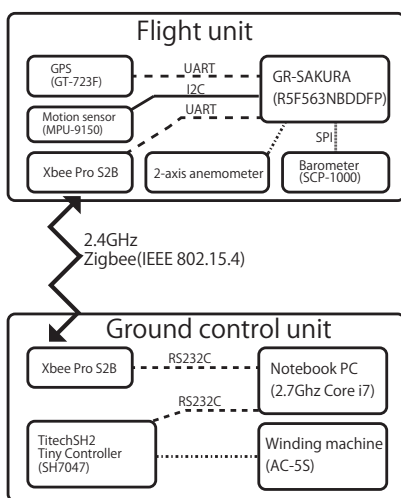 Flight unit
GPS
(GT-723F)
UART
GR-SAKURA
(R5F563NBDDFP)
I2C
Motion sensor
(MPU-9150)
UART
SPI
Xbee Pro S2B
2-axis anemometer
Barometer
(SCP-1000)
2.4GHz
Zigbee(IEEE 802.15.4)
Ground control unit
Xbee Pro S2B
RS232C
Notebook PC
(2.7Ghz Core i7)
RS232C
TitechSH2
Tiny Controller
(SH7047)
Winding machine
(AC-5S)